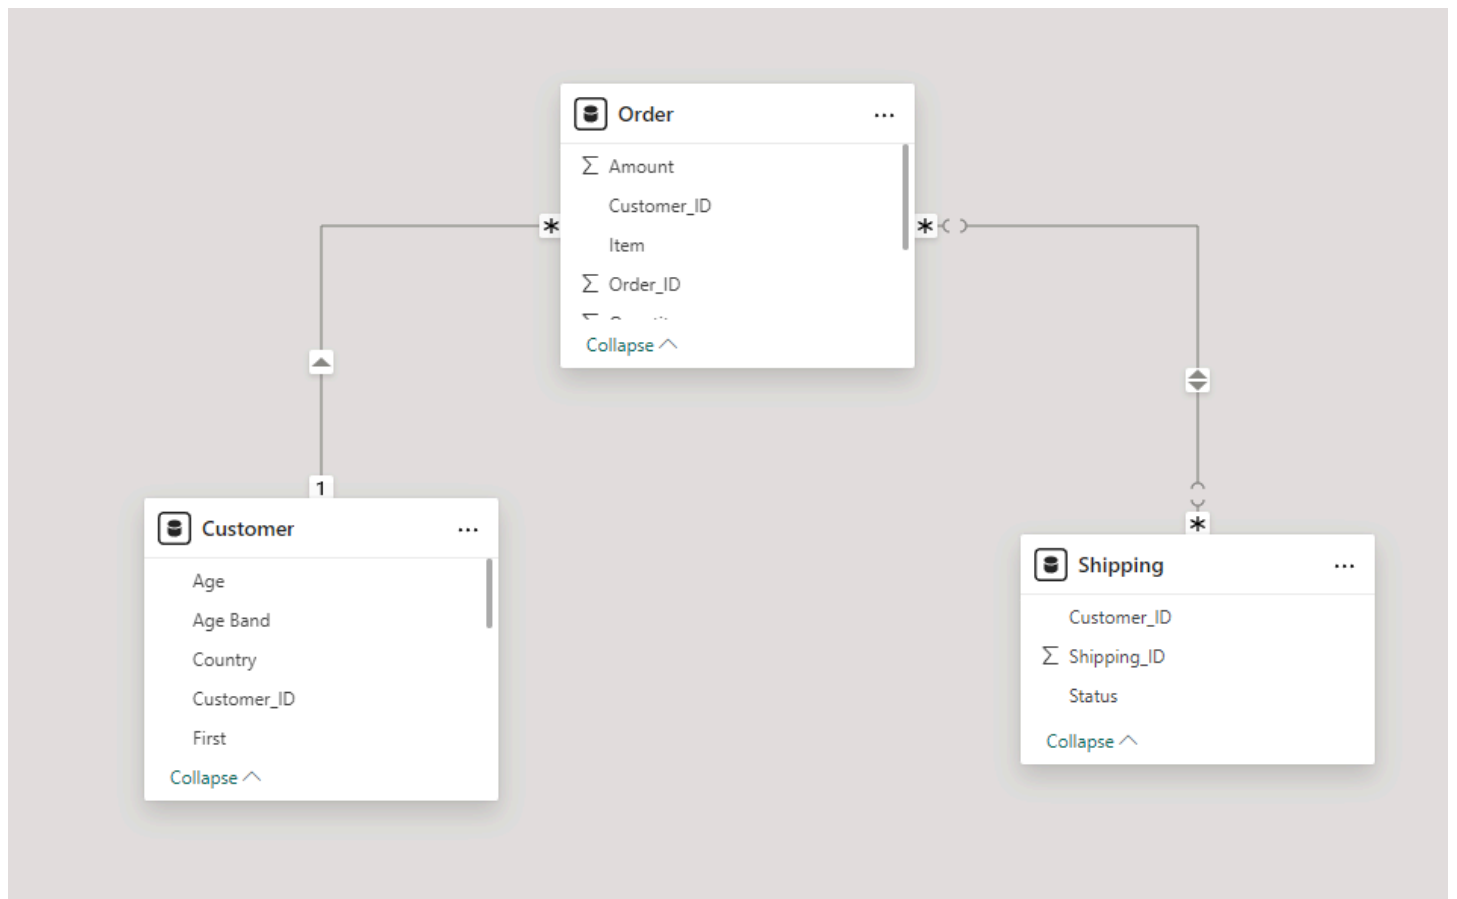 Order
...
Amount
Customer_ID
Item
Order_ID
Collapse
*
*
1
*
Customer
...
Age
Age Band
Country
Customer_ID
First
Collapse
Shipping
...
Customer_ID
Shipping_ID
Status
Collapse